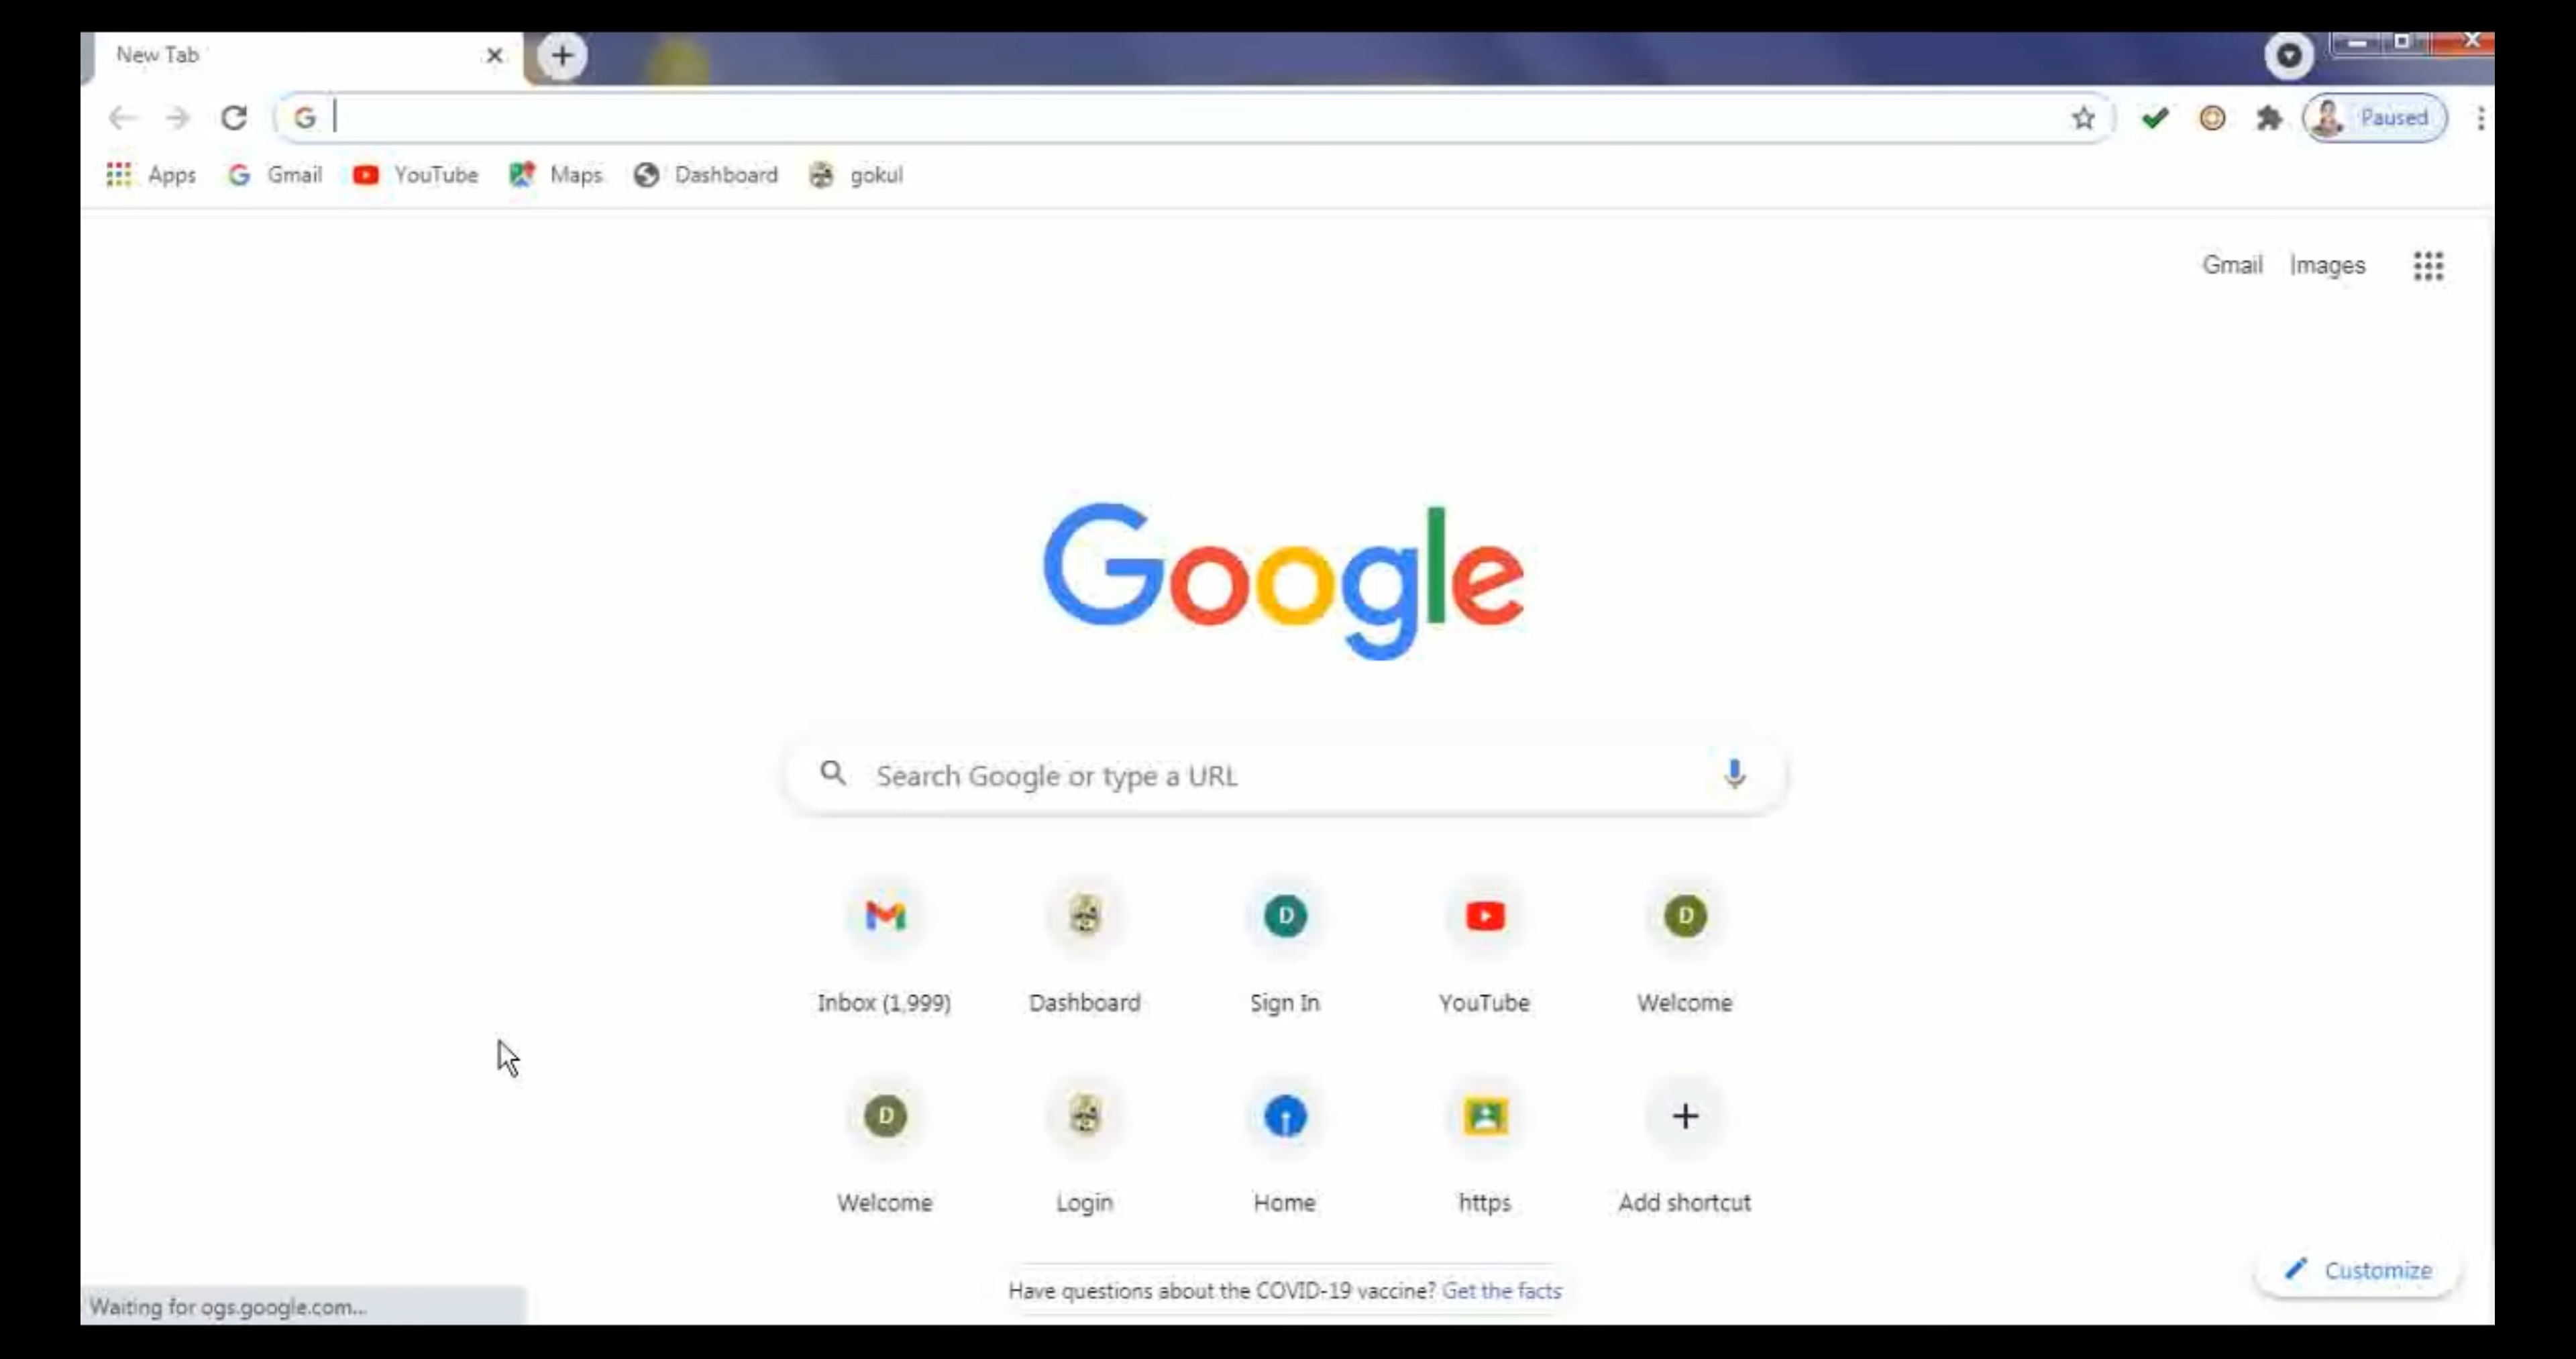 New Tab
Paused
Apps Gmail YouTube Maps Dashboard gokul
Gmail Images
Google
Search Google or type a URL
D D
Inbox (1,999) Dashboard Sign In YouTube Welcome
D
Welcome Login Home https Add shortcut
Customize
Have questions about the COVID-19 vaccine? Get the facts
Waiting for ogs.google.com...